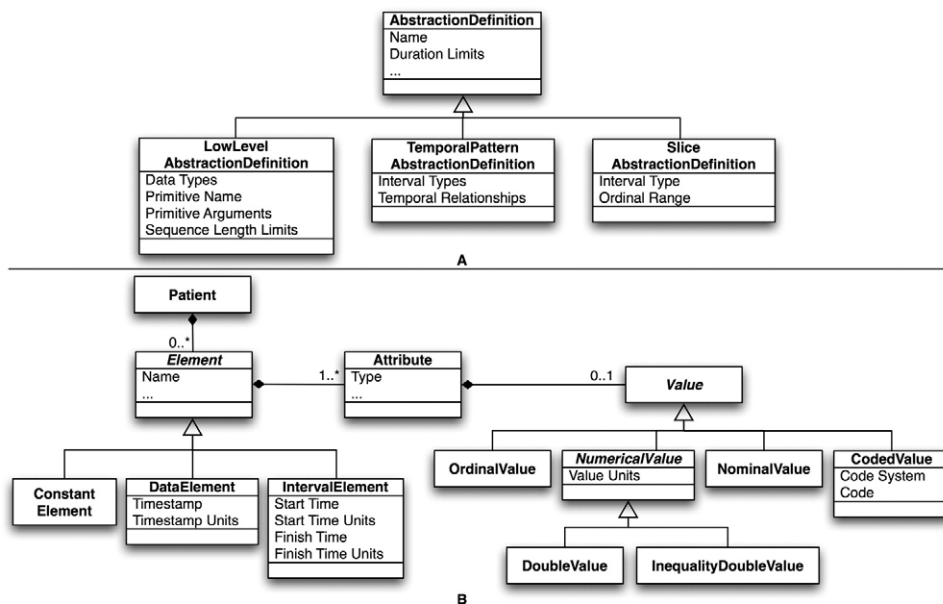 AbstractionDefinition
Name
Duration Limits
...
LowLevel
AbstractionDefinition
Data Types
Primitive Name
Primitive Arguments
Sequence Length Limits
TemporalPattern
AbstractionDefinition
Interval Types
Temporal Relationships
Slice
AbstractionDefinition
Interval Type
Ordinal Range
A
Patient
0..*
Element
Name
...
1..*
Attribute
Type
...
0..1
Value
Constant
Element
DataElement
Timestamp
Timestamp Units
IntervalElement
Start Time
Start Time Units
Finish Time
Finish Time Units
OrdinalValue
NumericalValue
Value Units
NominalValue
CodedValue
Code System
Code
DoubleValue
InequalityDoubleValue
B